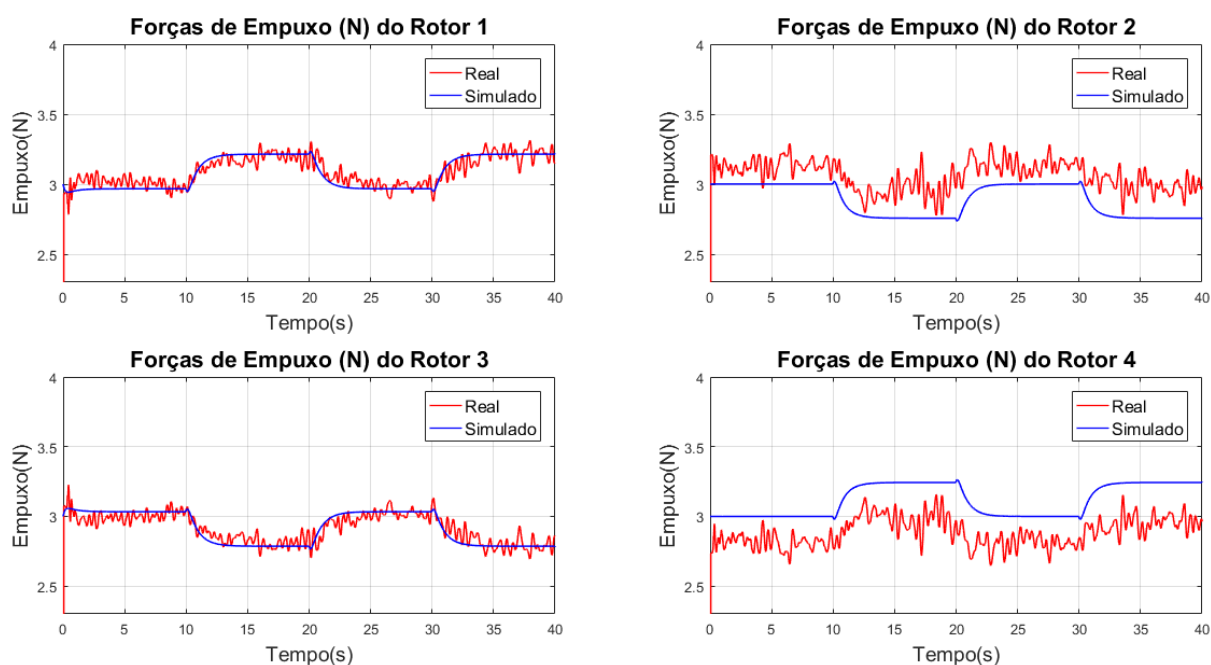 Forças de Empuxo (N) do Rotor 1
Empuxo(N)
4
3.5
3
2.5
Real
Simulado
0 5 10 15 20 25 30 35 40
Tempo(s)
Forças de Empuxo (N) do Rotor 2
Empuxo(N)
4
3.5
3
2.5
Real
Simulado
0 5 10 15 20 25 30 35 40
Tempo(s)
Forças de Empuxo (N) do Rotor 3
Empuxo(N)
4
3.5
3
2.5
Real
Simulado
0 5 10 15 20 25 30 35 40
Tempo(s)
Forças de Empuxo (N) do Rotor 4
Empuxo(N)
4
3.5
3
2.5
Real
Simulado
0 5 10 15 20 25 30 35 40
Tempo(s)